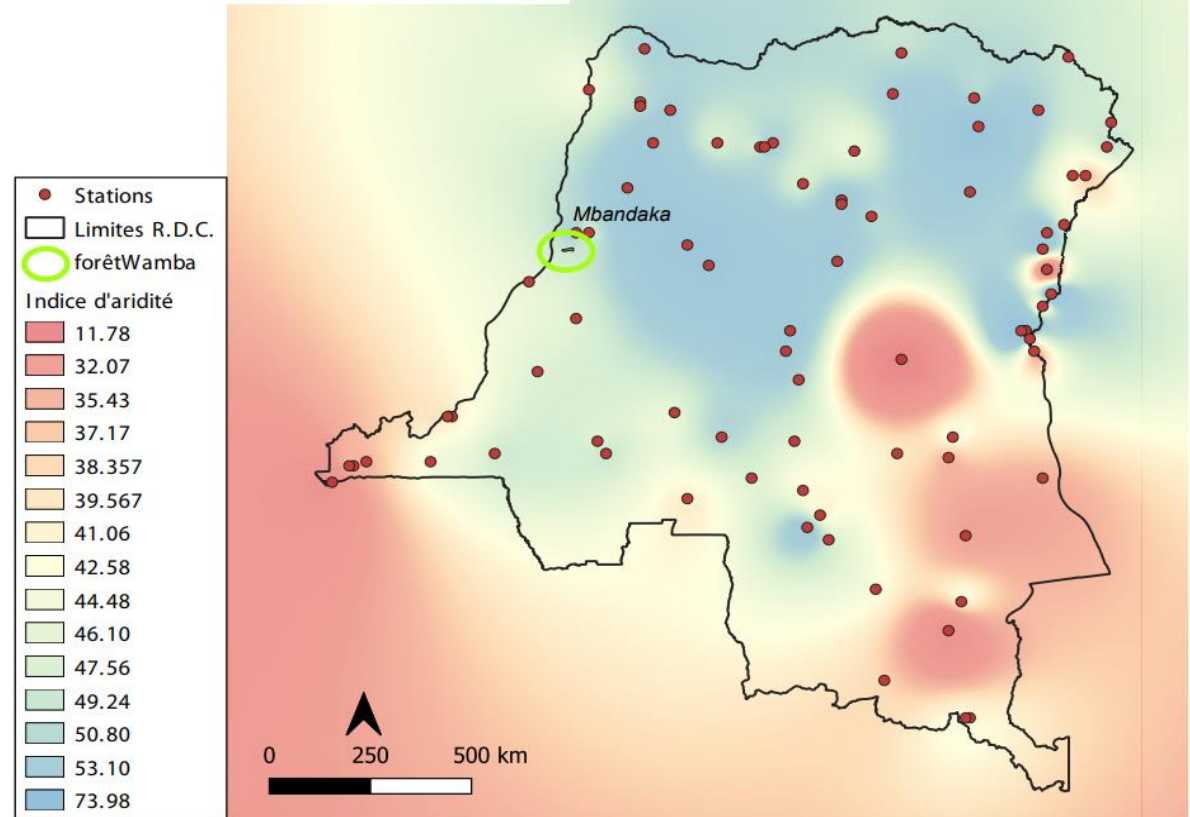 Mbandaka
Stations
Limites R.D.C.
forêtWamba
Indice d'aridité
11.78
32.07
35.43
37.17
38.357
39.567
41.06
42.58
44.48
46.10
47.56
49.24
50.80
53.10
73.98
0 250 500 km